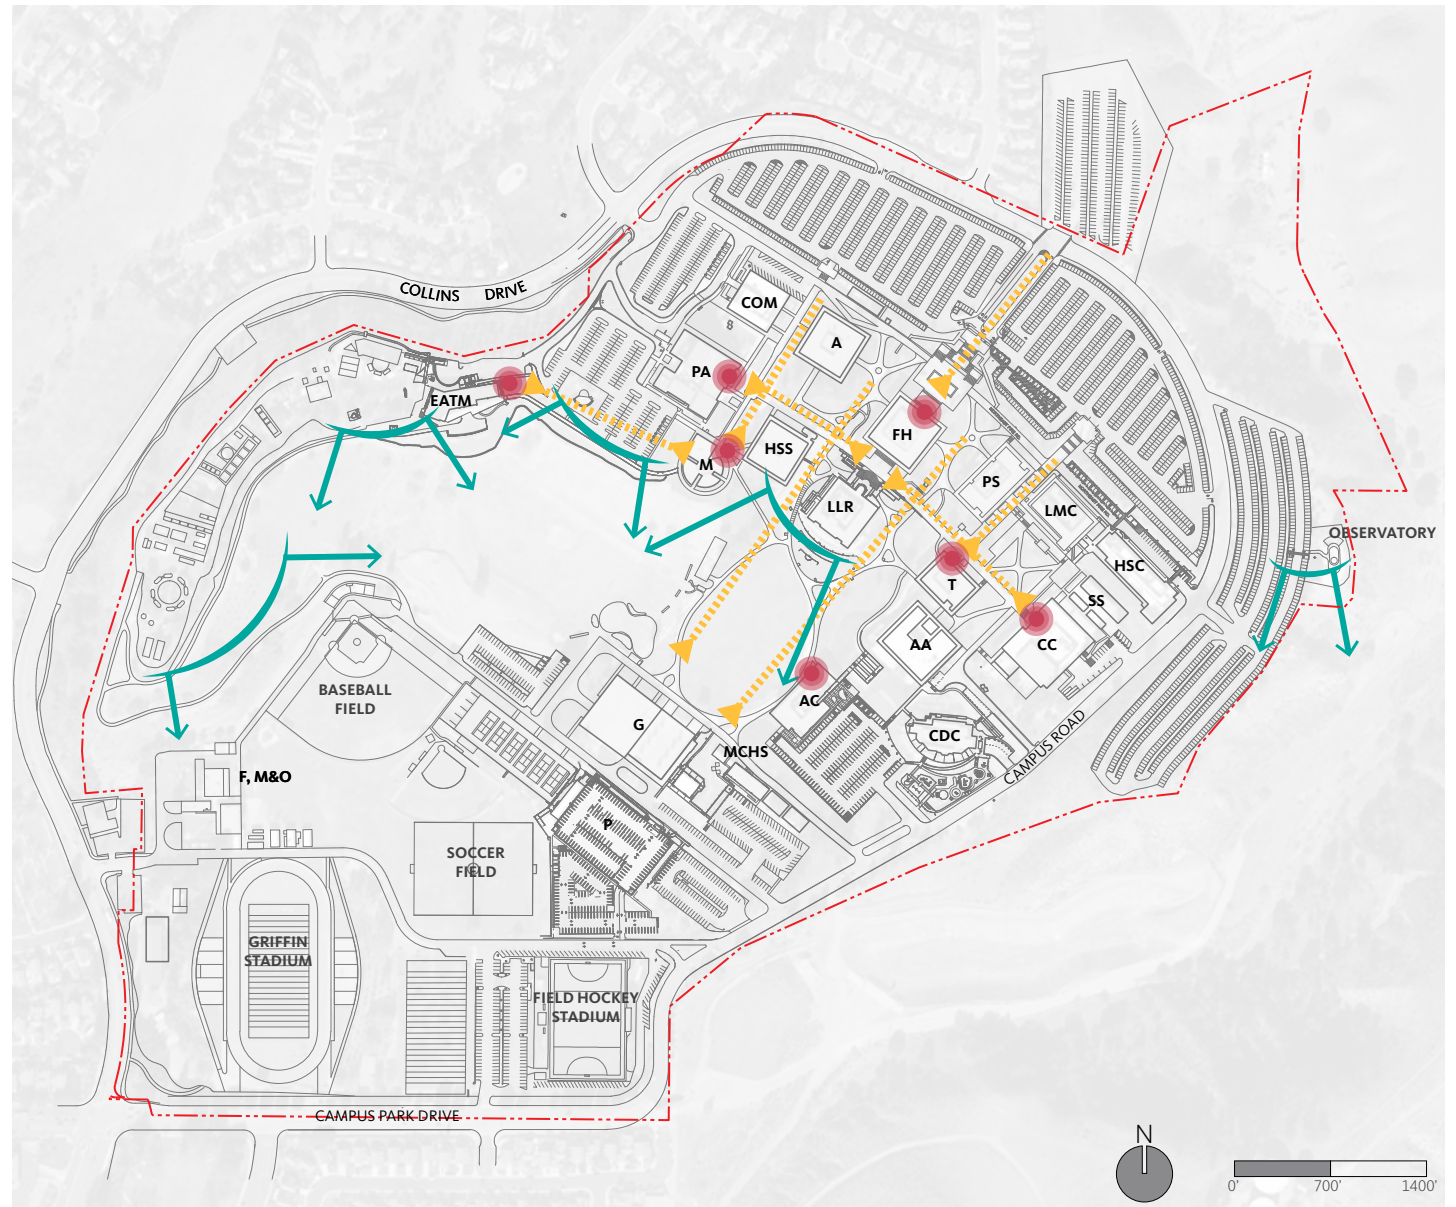 COLLINS DRIVE
COM
A
PA
EATM
FH
M
HSS
PS
LLR
LMC
OBSERVATORY
HSC
T
SS
AA
CC
BASEBALL
FIELD
AC
G
CDC
MCHS
CAMPUS ROAD
F, M&O
P
SOCCER
FIELD
GRIFFIN
STADIUM
FIELD HOCKEY
STADIUM
CAMPUS PARK DRIVE
N
0' 700' 1400'